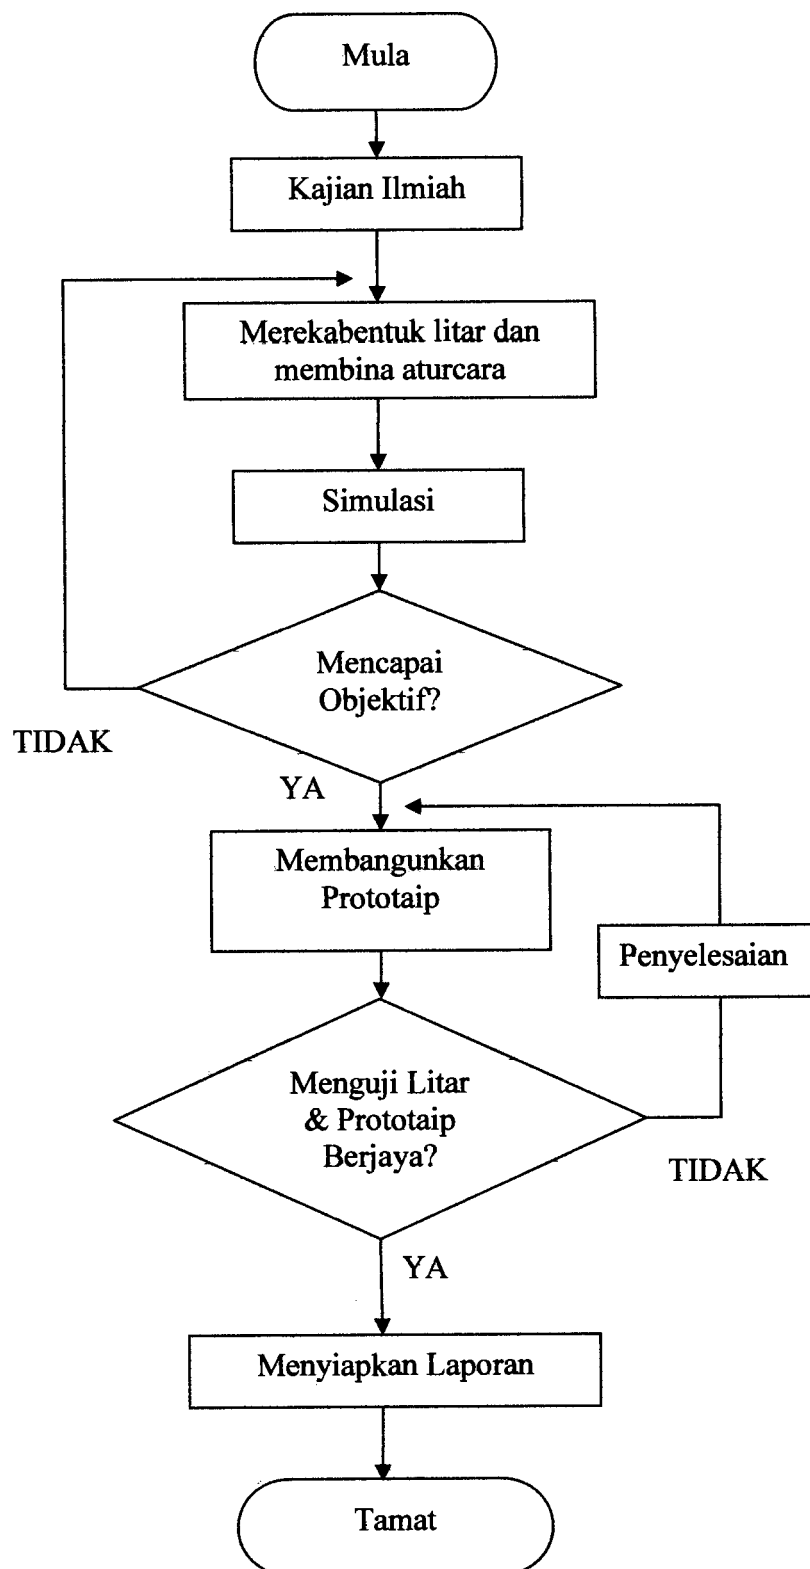 Mula
Kajian Ilmiah
Merekabentuk litar dan
membina aturcara
Simulasi
Mencapai
Objektif?
TIDAK
YA
Membangunkan
Prototaip
Penyelesaian
Menguji Litar
& Prototaip
Berjaya?
TIDAK
YA
Menyiapkan Laporan
Tamat